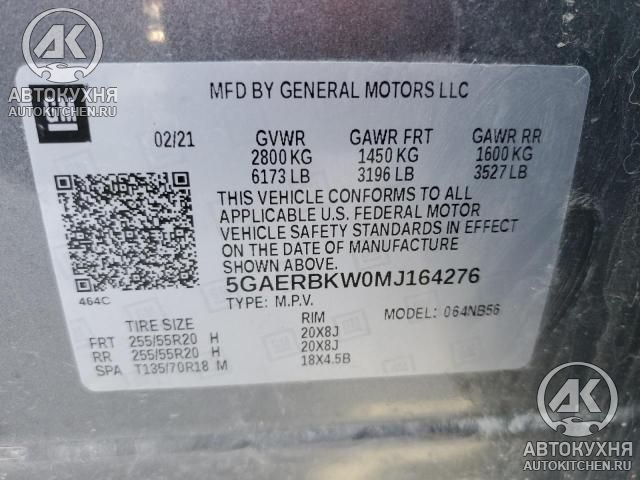 АВТОКУХНЯ
AUTOKITCHEN.RU
GM
MFD BY GENERAL MOTORS LLC
02/21 GVWR GAWR FRT GAWR RR
2800 KG 1450 KG 1600 KG
6173 LB 3196 LB 3527 LB
THIS VEHICLE CONFORMS TO ALL
APPLICABLE U.S. FEDERAL MOTOR
VEHICLE SAFETY STANDARDS IN EFFECT
ON THE DATE OF MANUFACTURE
464C
5GAERBKW0MJ164276
TYPE: M.P.V.
TIRE SIZE RIM MODEL: 064NB56
FRT 255/55R20 H 20X8J
RR 255/55R20 H 20X8J
SPA T135/70R18 M 18X4.5B
АК
АВТОКУХНЯ
AUTOKITCHEN.RU